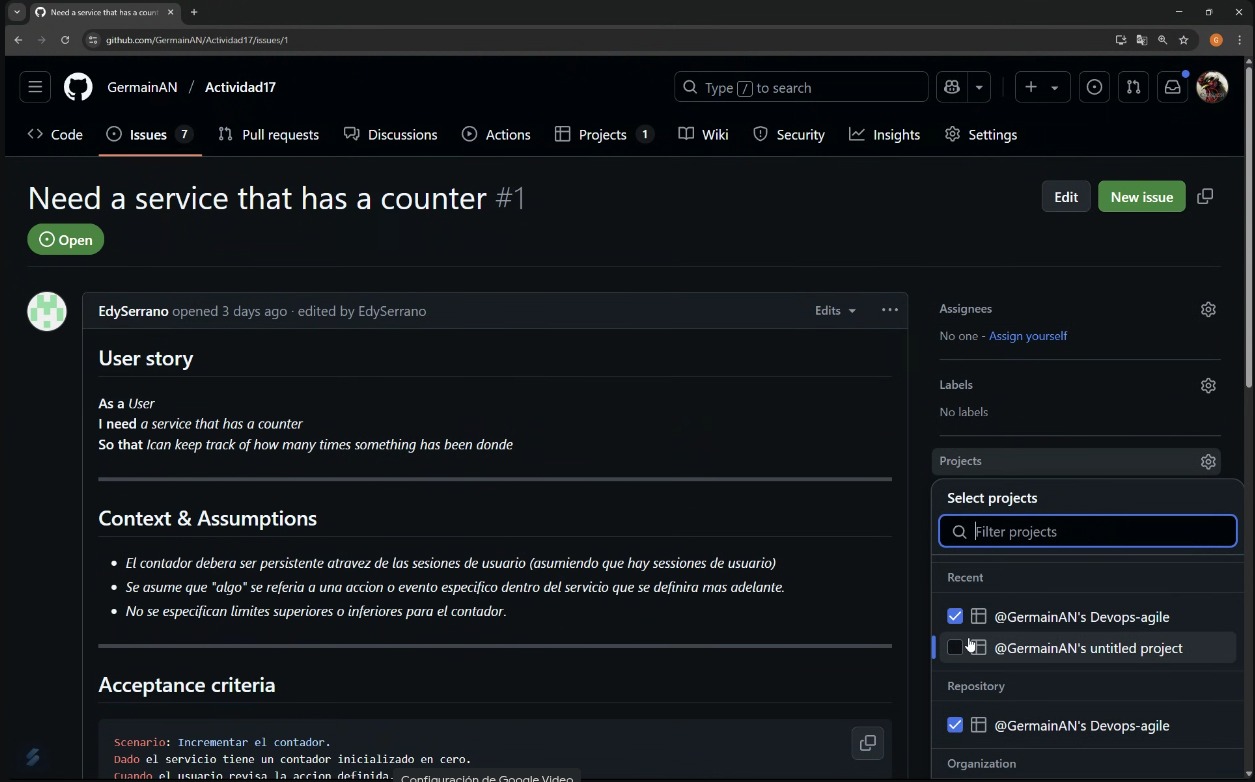 Need a service that has a coun
github.com/GermainAN/Actividad17/issues/1
G
GermainAN / Actividad17
Type / to search
Code
Issues 7
Pull requests
Discussions
Actions
Projects 1
Wiki
Security
Insights
Settings
Need a service that has a counter #1
Edit
New issue
Open
EdySerrano opened 3 days ago · edited by EdySerrano
Edits
User story
As a User
I need a service that has a counter
So that Ican keep track of how many times something has been donde
Context & Assumptions
• El contador debera ser persistente atravez de las sesiones de usuario (asumiendo que hay sessiones de usuario)
• Se asume que "algo" se referia a una accion o evento especifico dentro del servicio que se definira mas adelante.
• No se especifican limites superiores o inferiores para el contador.
Acceptance criteria
Scenario: Incrementar el contador.
Dado el servicio tiene un contador inicializado en cero.
Cuando el usuario revisa la accion definida.
Configuración de Google Video
Assignees
No one - Assign yourself
Labels
No labels
Projects
Select projects
Filter projects
Recent
@GermainAN's Devops-agile
@GermainAN's untitled project
Repository
@GermainAN's Devops-agile
Organization